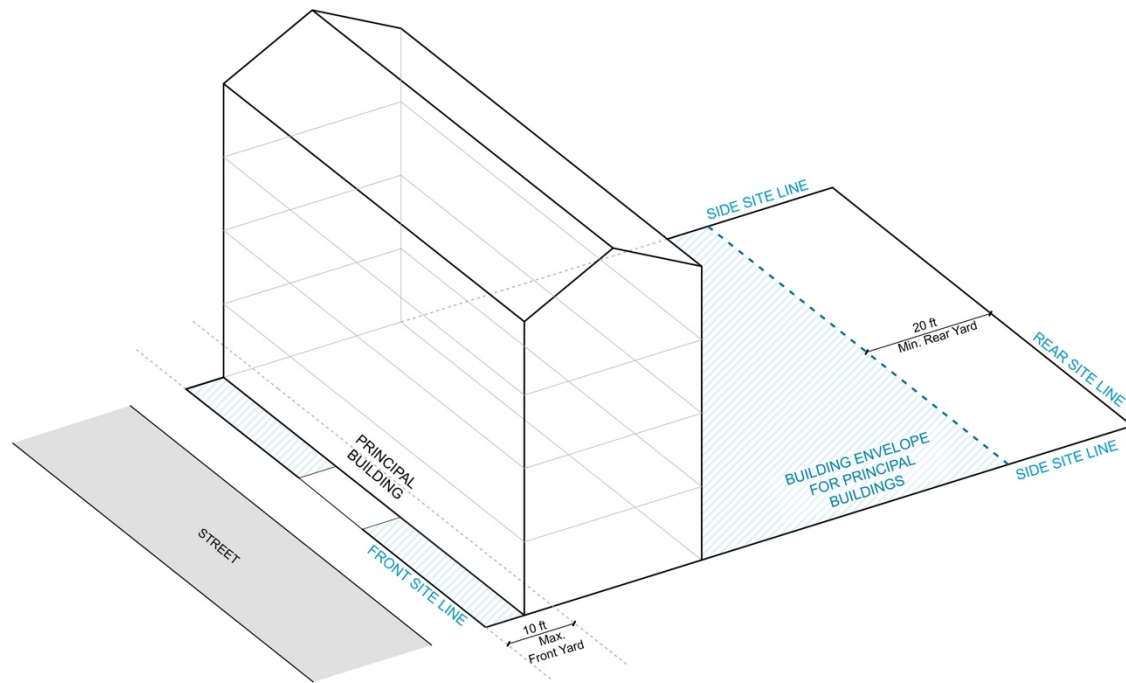 SIDE SITE LINE
20 ft
Min. Rear Yard
REAR SITE LINE
SIDE SITE LINE
BUILDING ENVELOPE
FOR PRINCIPAL
BUILDINGS
PRINCIPAL
BUILDING
STREET
FRONT SITE LINE
10 ft
Max.
Front Yard